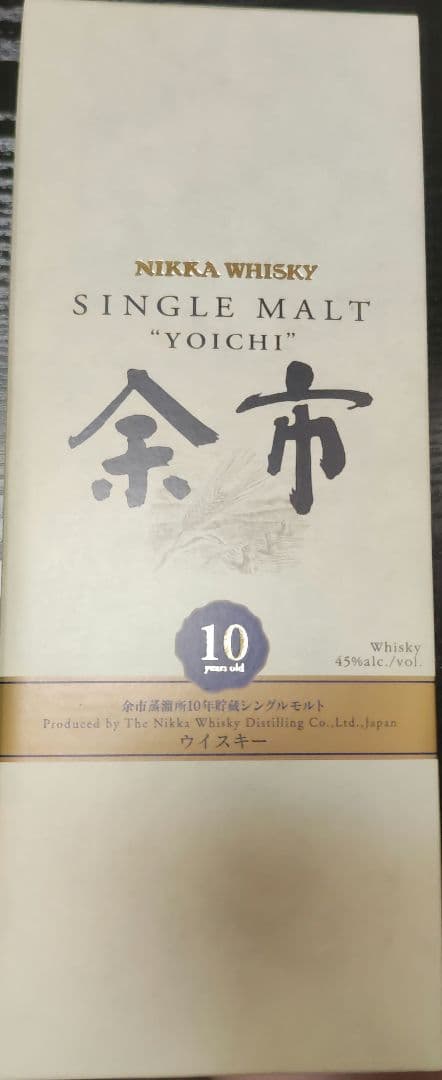 NIKKA WHISKY
SINGLE MALT
“YOICHI”
余市
10
years old
Whisky
45%alc./vol.
余市蒸溜所10年貯蔵シングルモルト
Produced by The Nikka Whisky Distilling Co.,Ltd.,Japan
ウイスキー